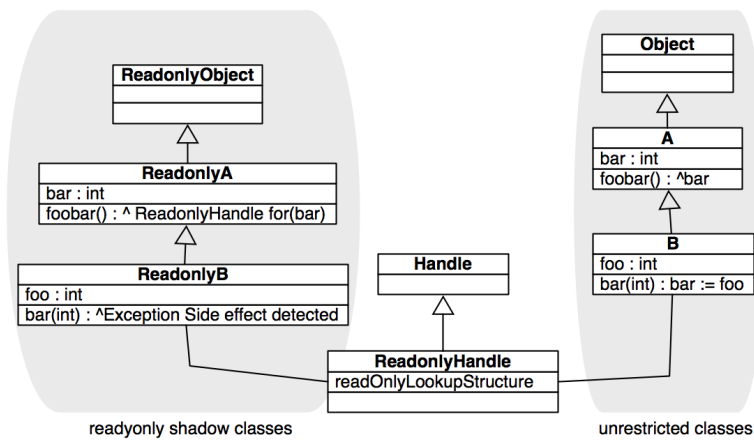 ReadonlyObject
ReadonlyA
bar : int
foobar() : ^ ReadonlyHandle for(bar)
ReadonlyB
foo : int
bar(int) : ^Exception Side effect detected
Handle
ReadonlyHandle
readOnlyLookupStructure
Object
A
bar : int
foobar() : ^bar
B
foo : int
bar(int) : bar := foo
readyonly shadow classes
unrestricted classes